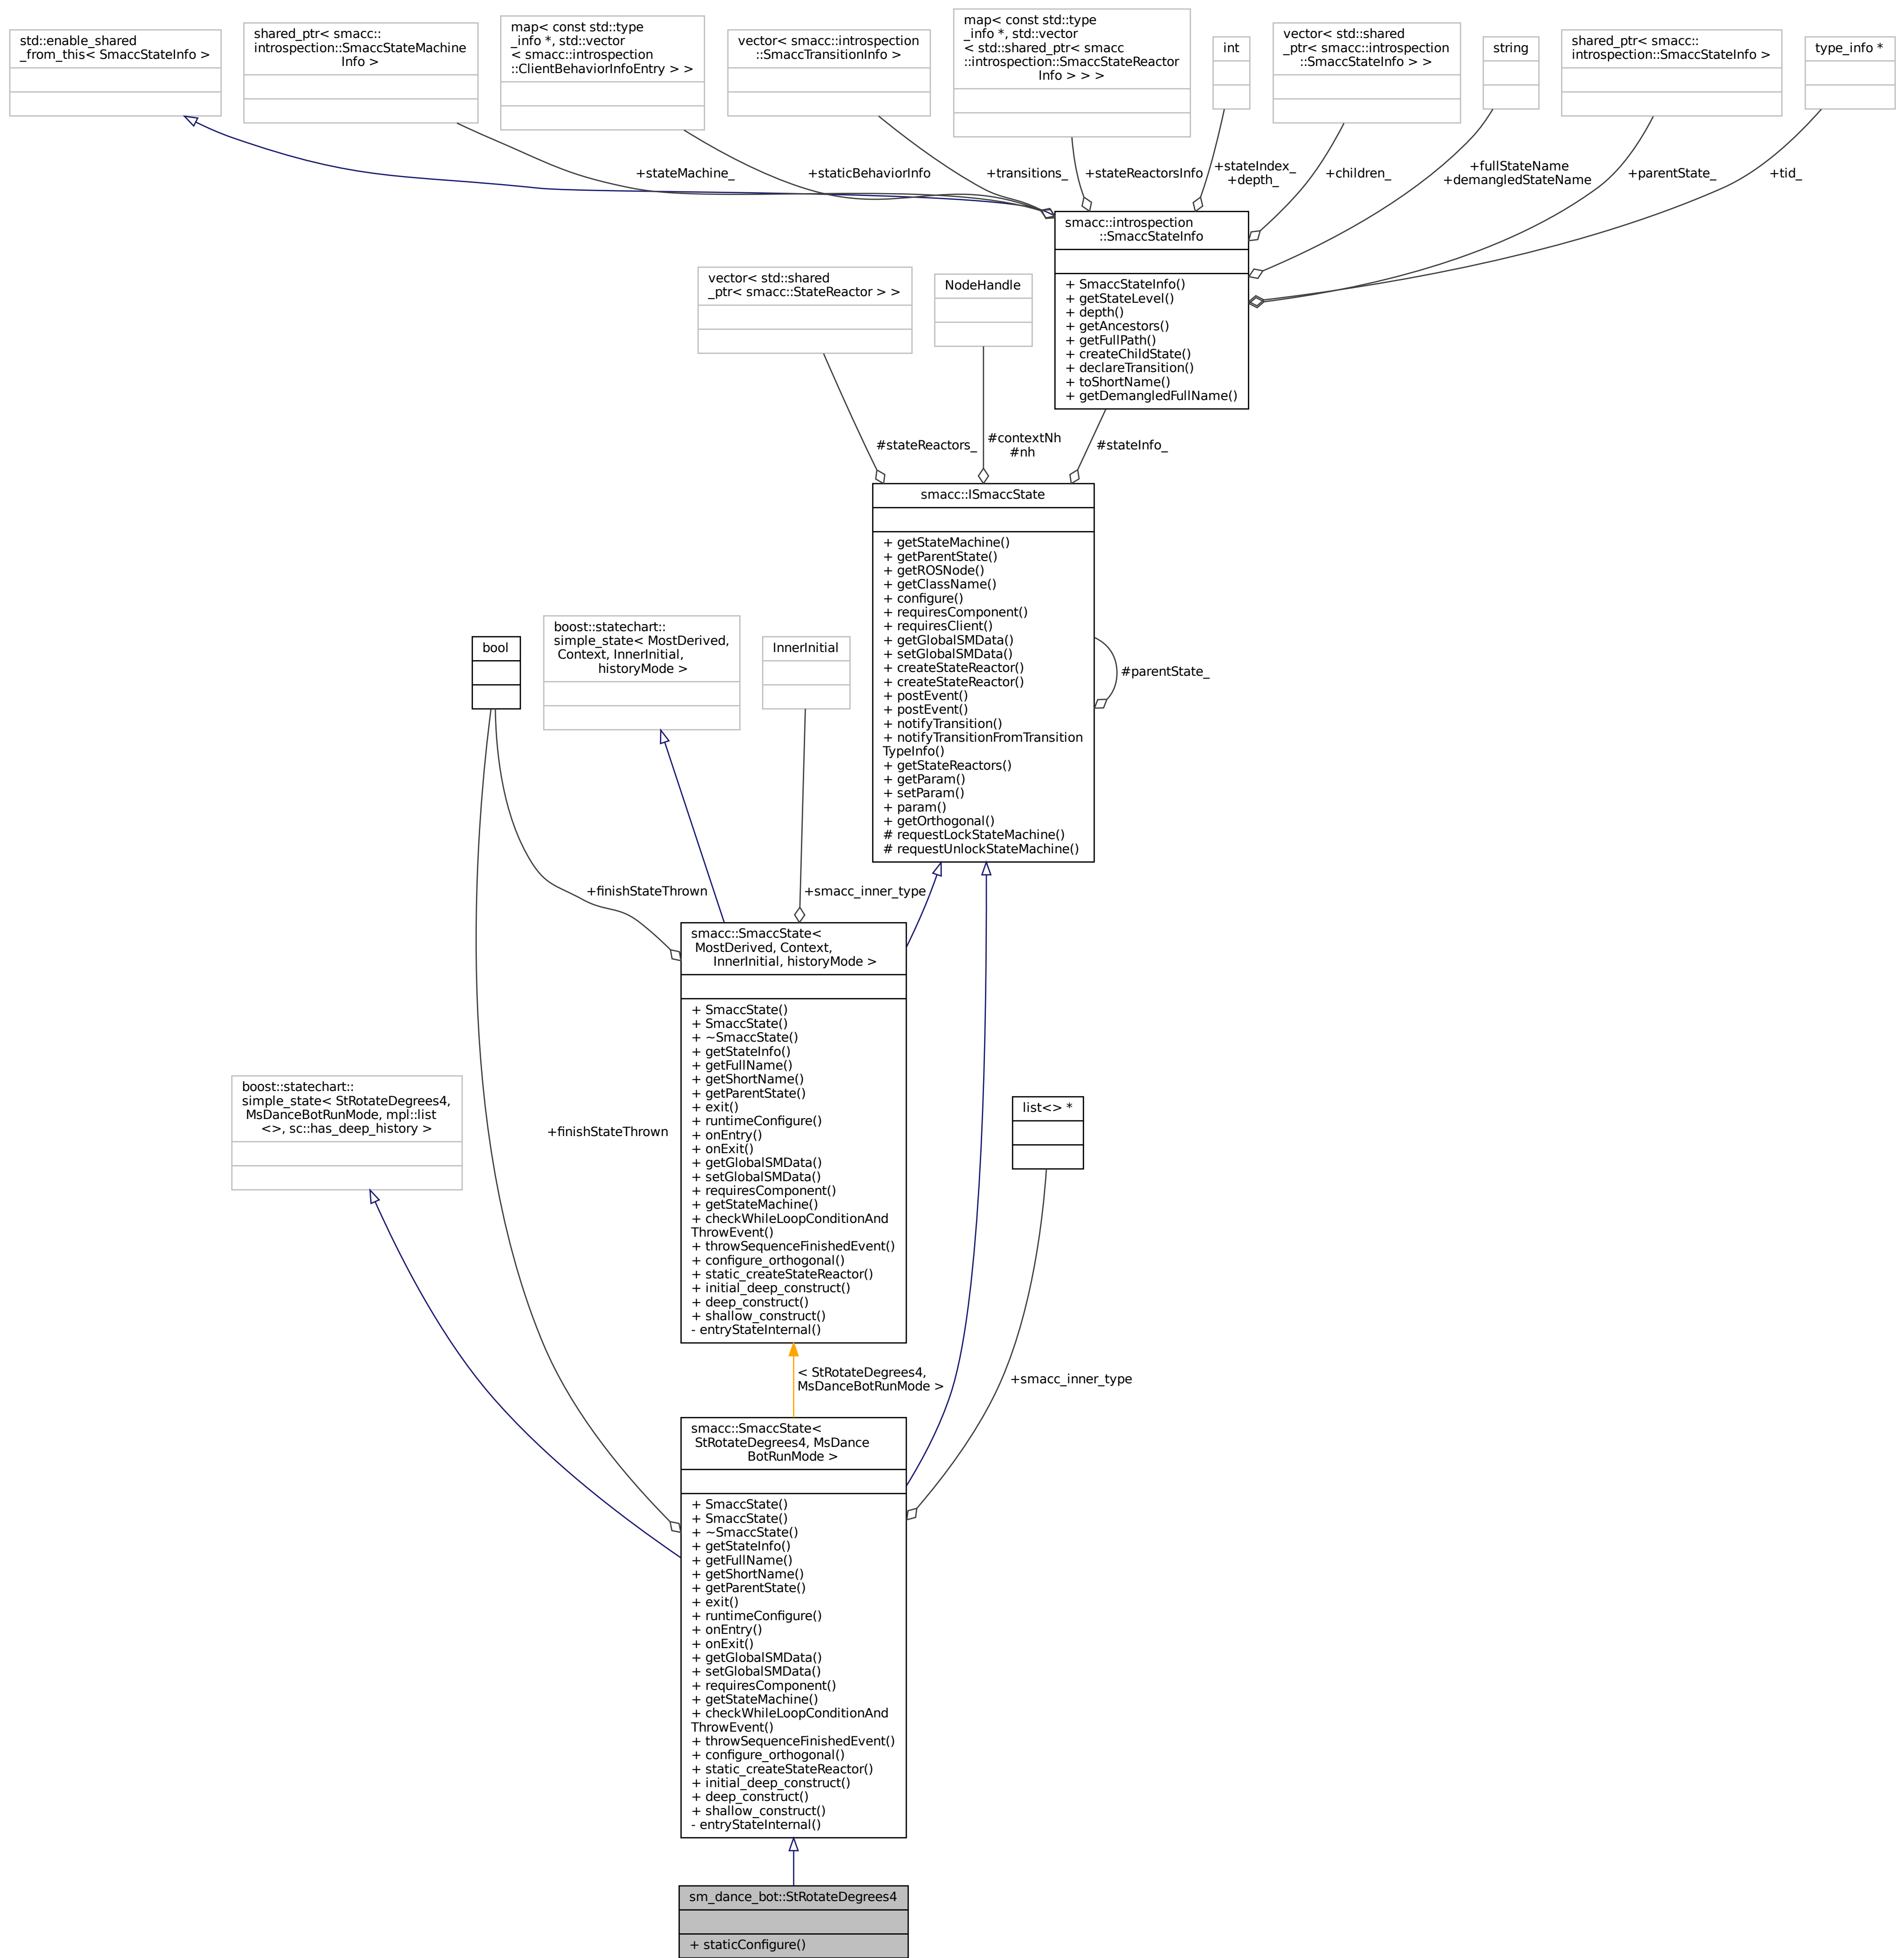 std::enable_shared
_from_this< SmaccStateInfo >
shared_ptr< smacc::
introspection::SmaccStateMachine
Info >
map< const std::type
_info *, std::vector
< smacc::introspection
::ClientBehaviorInfoEntry > >
vector< smacc::introspection
::SmaccTransitionInfo >
map< const std::type
_info *, std::vector
< std::shared_ptr< smacc
::introspection::SmaccStateReactor
Info > > >
int
vector< std::shared
_ptr< smacc::introspection
::SmaccStateInfo > >
string
shared_ptr< smacc::
introspection::SmaccStateInfo >
type_info *
+stateMachine_
+staticBehaviorInfo
+transitions_
+stateReactorsInfo
+stateIndex_
+depth_
+children_
+fullStateName
+demangledStateName
+parentState_
+tid_
smacc::introspection
::SmaccStateInfo
+ SmaccStateInfo()
+ getStateLevel()
+ depth()
+ getAncestors()
+ getFullPath()
+ createChildState()
+ declareTransition()
+ toShortName()
+ getDemangledFullName()
vector< std::shared
_ptr< smacc::StateReactor > >
NodeHandle
#stateReactors_
#contextNh
#nh
#stateInfo_
smacc::ISmaccState
+ getStateMachine()
+ getParentState()
+ getROSNode()
+ getClassName()
+ configure()
+ requiresComponent()
+ requiresClient()
+ getGlobalSMData()
+ setGlobalSMData()
+ createStateReactor()
+ createStateReactor()
+ postEvent()
+ postEvent()
+ notifyTransition()
+ notifyTransitionFromTransition
TypeInfo()
+ getStateReactors()
+ getParam()
+ setParam()
+ param()
+ getOrthogonal()
# requestLockStateMachine()
# requestUnlockStateMachine()
#parentState_
bool
boost::statechart::
simple_state< MostDerived,
Context, InnerInitial,
historyMode >
InnerInitial
+finishStateThrown
+smacc_inner_type
smacc::SmaccState<
MostDerived, Context,
InnerInitial, historyMode >
+ SmaccState()
+ SmaccState()
+ ~SmaccState()
+ getStateInfo()
+ getFullName()
+ getShortName()
+ getParentState()
+ exit()
+ runtimeConfigure()
+ onEntry()
+ onExit()
+ getGlobalSMData()
+ setGlobalSMData()
+ requiresComponent()
+ getStateMachine()
+ checkWhileLoopConditionAnd
ThrowEvent()
+ throwSequenceFinishedEvent()
+ configure_orthogonal()
+ static_createStateReactor()
+ initial_deep_construct()
+ deep_construct()
+ shallow_construct()
- entryStateInternal()
boost::statechart::
simple_state< StRotateDegrees4,
MsDanceBotRunMode, mpl::list
<>, sc::has_deep_history >
+finishStateThrown
list<> *
< StRotateDegrees4,
MsDanceBotRunMode >
+smacc_inner_type
smacc::SmaccState<
StRotateDegrees4, MsDance
BotRunMode >
+ SmaccState()
+ SmaccState()
+ ~SmaccState()
+ getStateInfo()
+ getFullName()
+ getShortName()
+ getParentState()
+ exit()
+ runtimeConfigure()
+ onEntry()
+ onExit()
+ getGlobalSMData()
+ setGlobalSMData()
+ requiresComponent()
+ getStateMachine()
+ checkWhileLoopConditionAnd
ThrowEvent()
+ throwSequenceFinishedEvent()
+ configure_orthogonal()
+ static_createStateReactor()
+ initial_deep_construct()
+ deep_construct()
+ shallow_construct()
- entryStateInternal()
sm_dance_bot::StRotateDegrees4
+ staticConfigure()